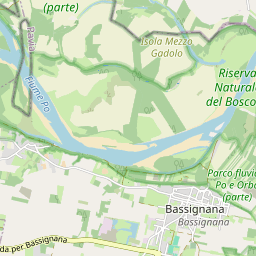 (parte)
Pavia
Isola Mezzo
Gadolo
Fiume Po
Riserva
Naturale
del Bosco
Parco fluvia
Po e Orba
(parte)
Bassignana
Bassignana
da per Bassignana